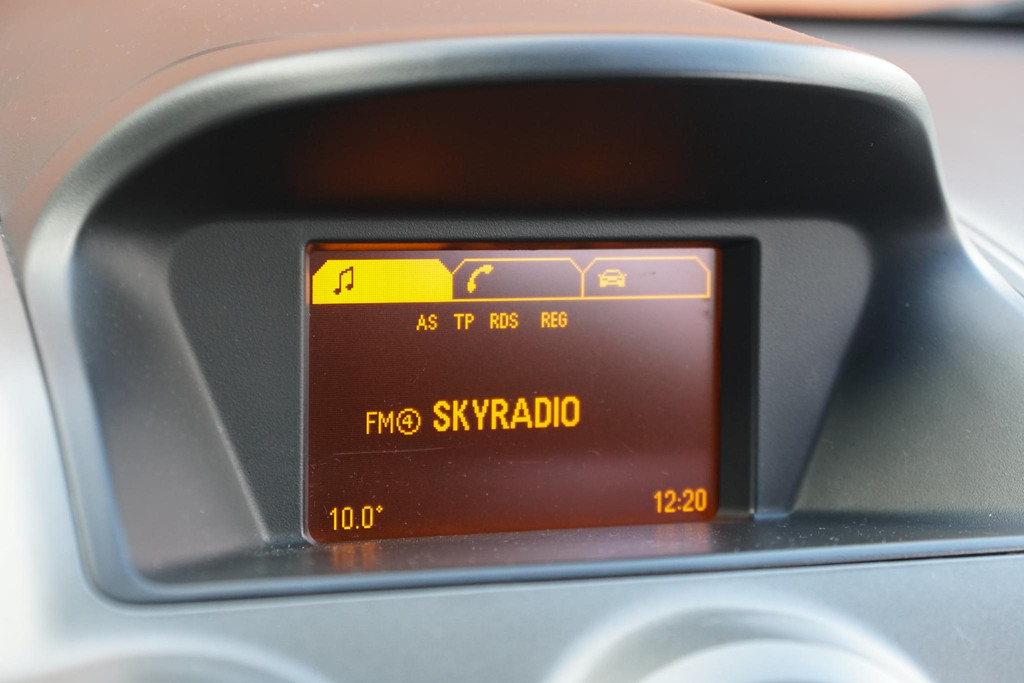 AS TP RDS REG
FM④ SKYRADIO
10.0° 12:20